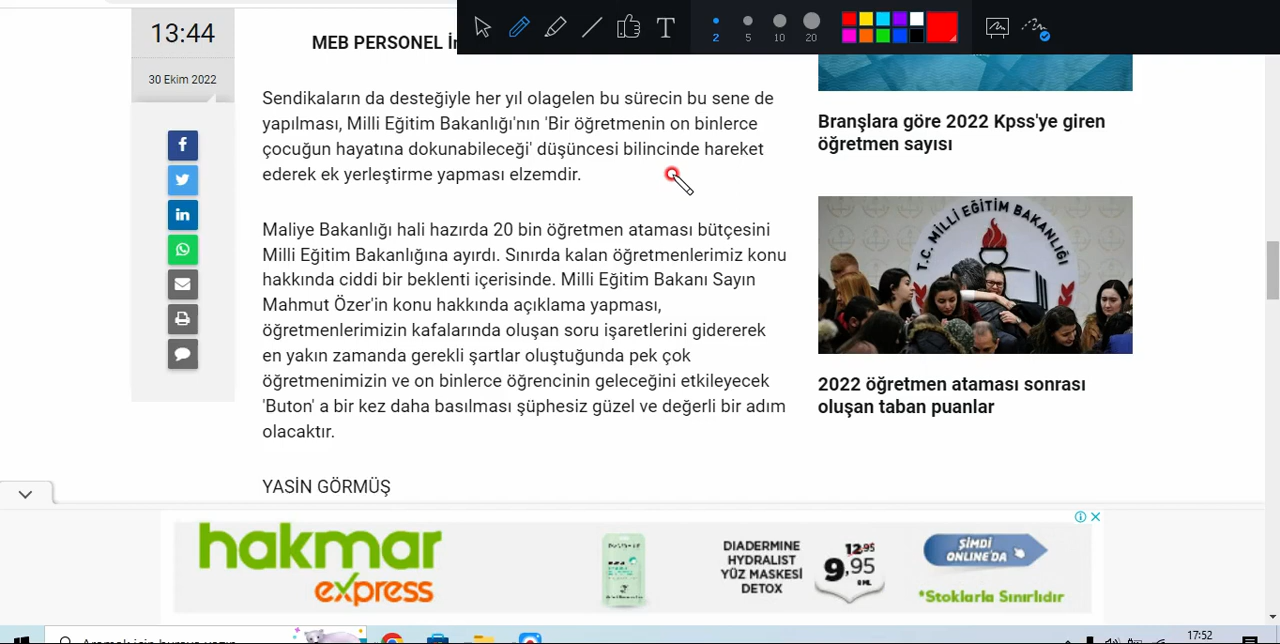 13:44
30 Ekim 2022
MEB PERSONEL
T
2
5
10
20
Sendikaların da desteğiyle her yıl olagelen bu sürecin bu sene de
yapılması, Milli Eğitim Bakanlığı'nın 'Bir öğretmenin on binlerce
çocuğun hayatına dokunabileceği' düşüncesi bilincinde hareket
ederek ek yerleştirme yapması elzemdir.
Maliye Bakanlığı hali hazırda 20 bin öğretmen ataması bütçesini
Milli Eğitim Bakanlığına ayırdı. Sınırda kalan öğretmenlerimiz konu
hakkında ciddi bir beklenti içerisinde. Milli Eğitim Bakanı Sayın
Mahmut Özer'in konu hakkında açıklama yapması,
öğretmenlerimizin kafalarında oluşan soru işaretlerini gidererek
en yakın zamanda gerekli şartlar oluştuğunda pek çok
öğretmenimizin ve on binlerce öğrencinin geleceğini etkileyecek
'Buton' a bir kez daha basılması şüphesiz güzel ve değerli bir adım
olacaktır.
YASİN GÖRMÜŞ
Branşlara göre 2022 Kpss'ye giren
öğretmen sayısı
T.C. MİLLİ EĞİTİM BAKANLIĞI
2022 öğretmen ataması sonrası
oluşan taban puanlar
hakmar
express
DIADERMINE
HYDRALIST
YÜZ MASKESİ
DETOX
12,95
9,95
ŞİMDİ
ONLINE'DA
*Stoklarla Sınırlıdır
Aramak için buraya yazın
17:52